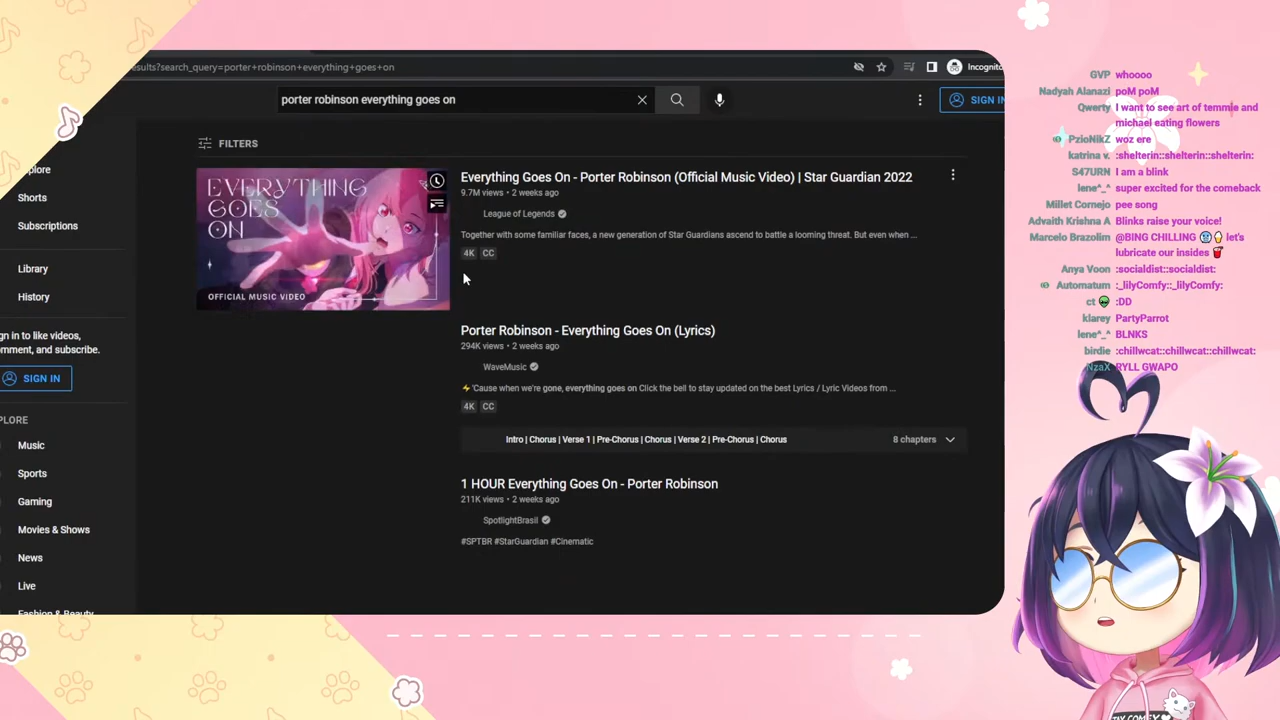 esults?search_query=porter+robinson+everything+goes+on
Incognito
porter robinson everything goes on
SIGN IN
FILTERS
plore
Shorts
Subscriptions
Library
History
gn in to like videos,
omment, and subscribe.
SIGN IN
PLORE
Music
Sports
Gaming
Movies & Shows
News
Live
Fashion & Beauty
EVERYTHING
GOES
ON
OFFICIAL MUSIC VIDEO
Everything Goes On - Porter Robinson (Official Music Video) | Star Guardian 2022
9.7M views • 2 weeks ago
League of Legends
Together with some familiar faces, a new generation of Star Guardians ascend to battle a looming threat. But even when ...
4K CC
Porter Robinson - Everything Goes On (Lyrics)
294K views • 2 weeks ago
WaveMusic
⚡'Cause when we're gone, everything goes on Click the bell to stay updated on the best Lyrics / Lyric Videos from ...
4K CC
Intro | Chorus | Verse 1 | Pre-Chorus | Chorus | Verse 2 | Pre-Chorus | Chorus 8 chapters
1 HOUR Everything Goes On - Porter Robinson
211K views • 2 weeks ago
SpotlightBrasil
#SPTBR #StarGuardian #Cinematic
GVP whoooo
Nadyah Alanazi poM poM
Qwerty I want to see art of temmie and
michael eating flowers
PzioNikZ woz ere
katrina v. :shelterin::shelterin::shelterin:
S47URN I am a blink
lene^_^ super excited for the comeback
Millet Cornejo pee song
Advaith Krishna A Blinks raise your voice!
Marcelo Brazolim @BING CHILLING 🥶🍦 let's
lubricate our insides 🥤
Anya Voon :socialdist::socialdist:
Automatum :_lilyComfy::_lilyComfy:
ct 👽 :DD
klarey PartyParrot
lene^_^ BLNKS
birdie :chillwcat::chillwcat::chillwcat:
NzaX RYLL GWAPO